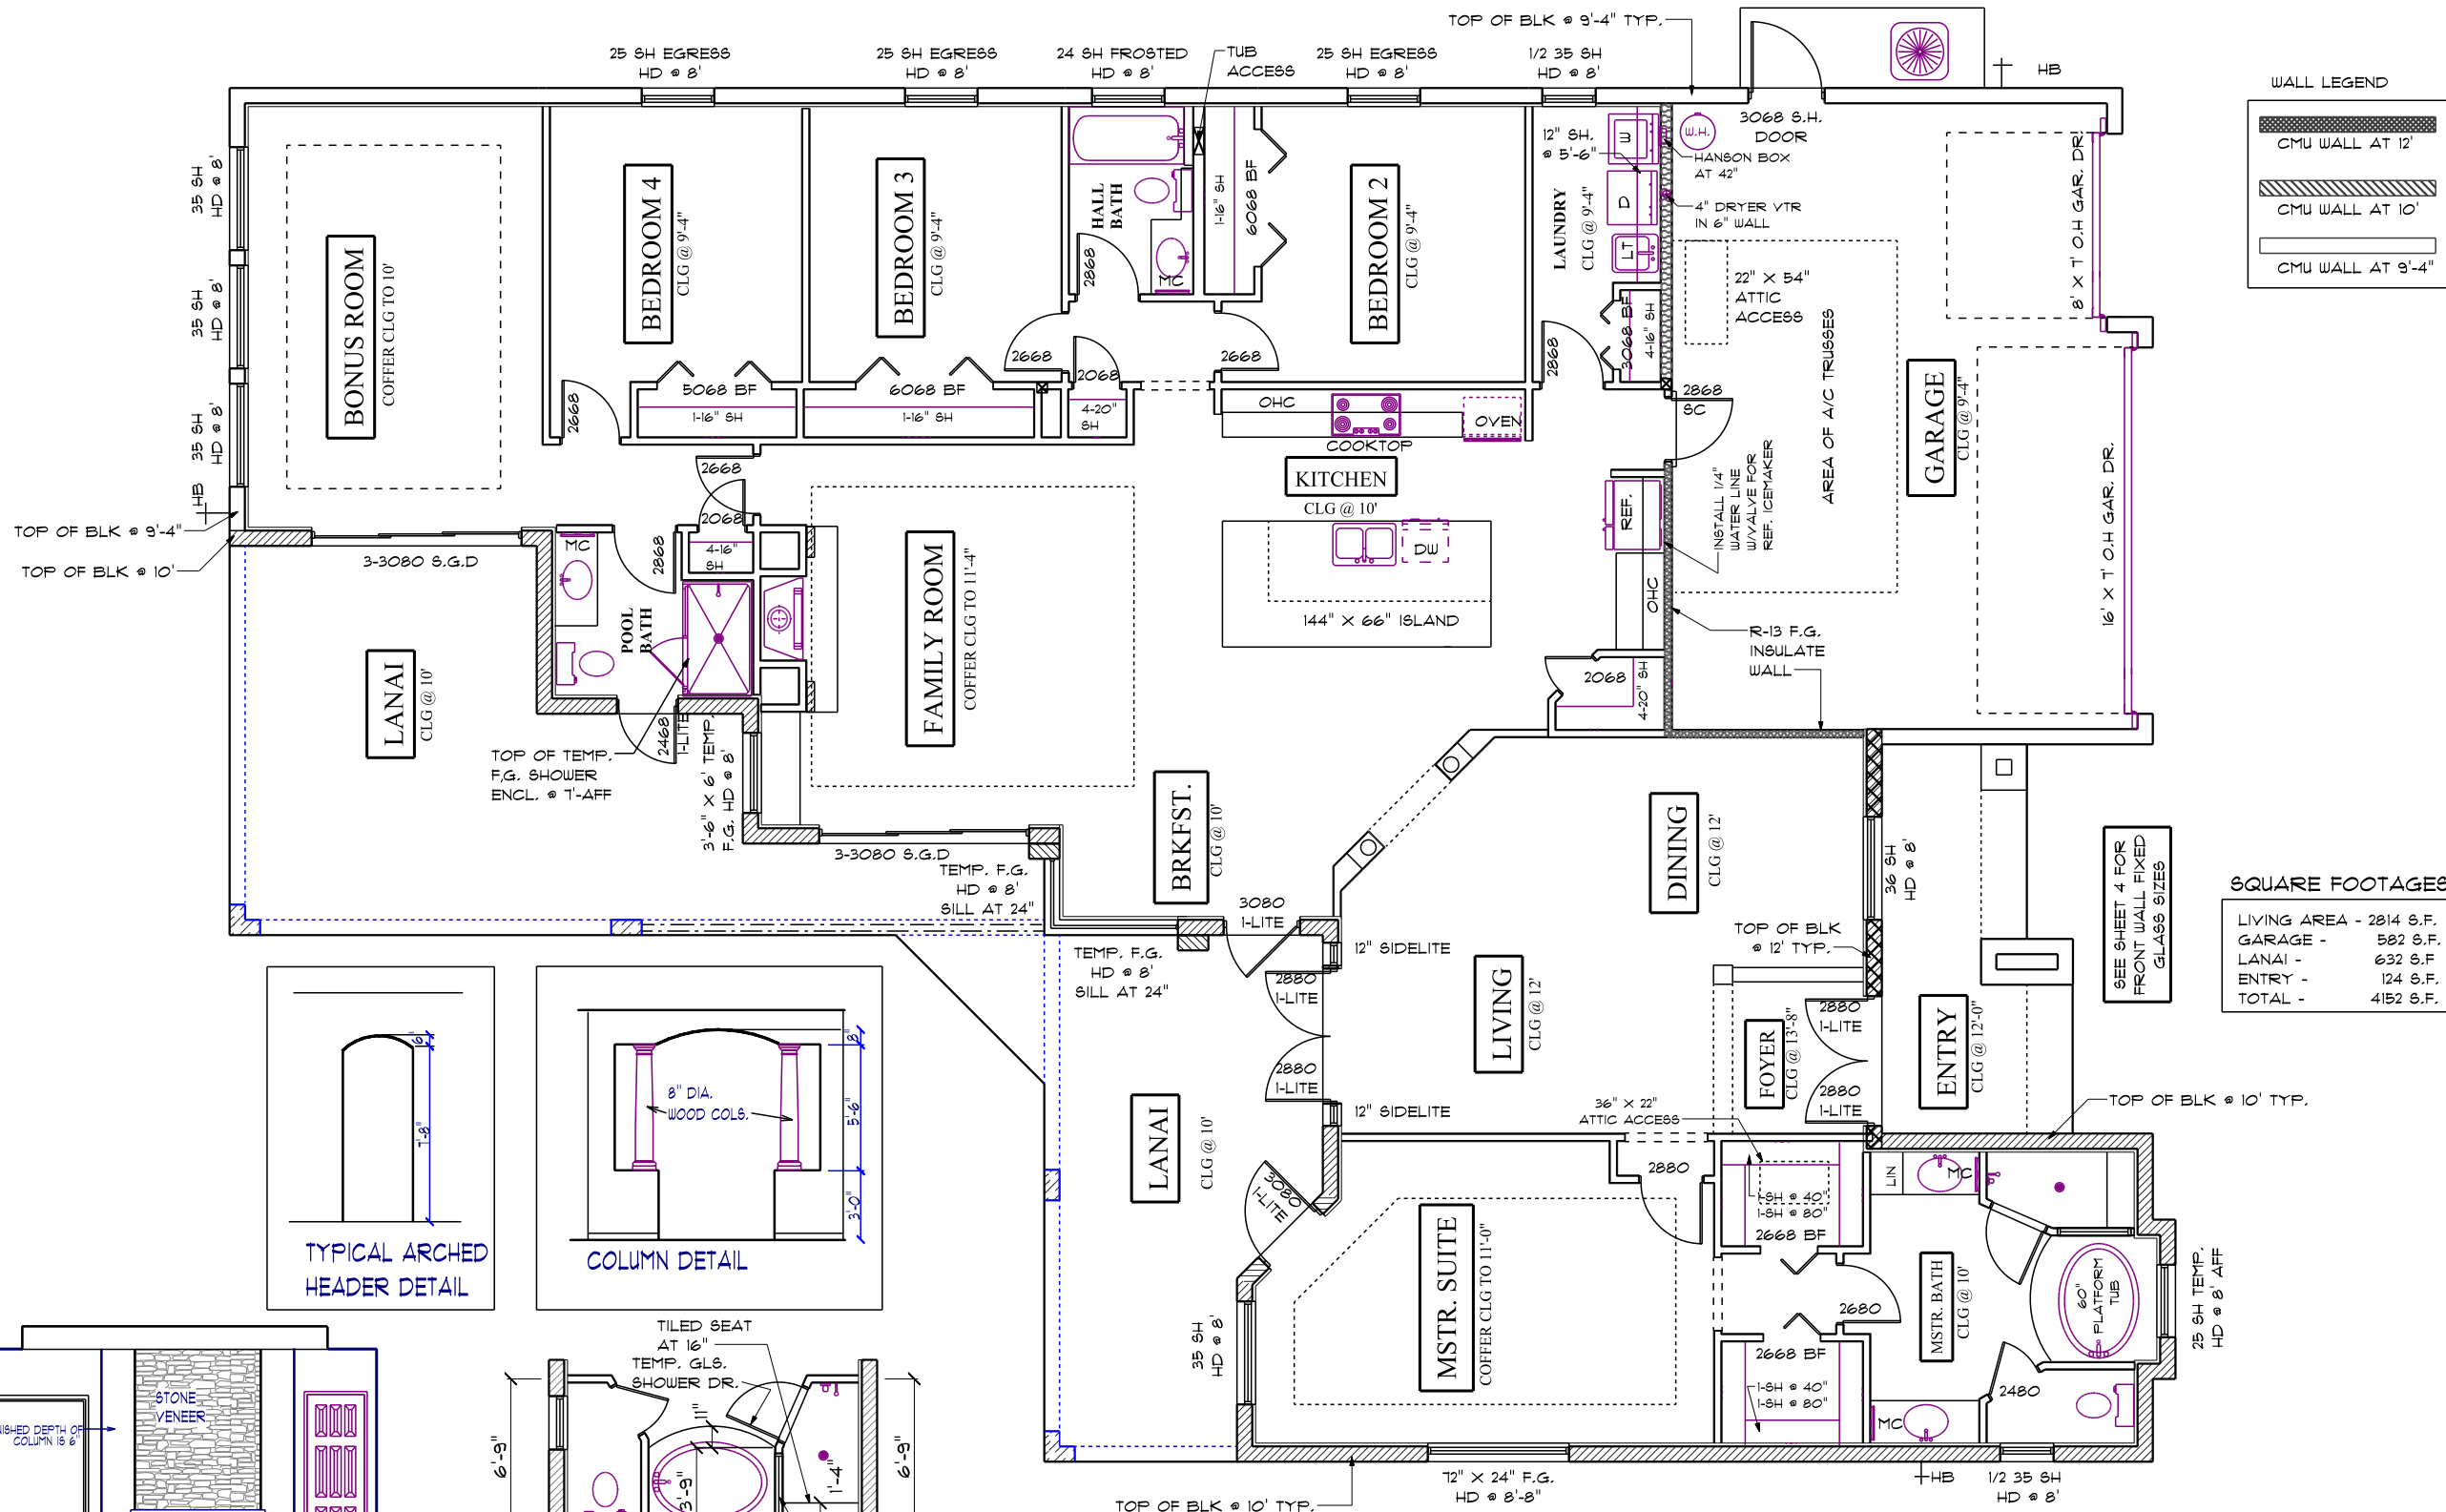 TOP OF BLK @ 9'-4" TYP.
25 SH EGRESS
HD @ 8'
25 SH EGRESS
HD @ 8'
24 SH FROSTED
HD @ 8'
TUB
ACCESS
25 SH EGRESS
HD @ 8'
1/2 35 SH
HD @ 8'
HB
WALL LEGEND
CMU WALL AT 12'
CMU WALL AT 10'
CMU WALL AT 9'-4"
35 SH
HD @ 8'
35 SH
HD @ 8'
35 SH
HD @ 8'
HB
TOP OF BLK @ 9'-4"
TOP OF BLK @ 10'
BONUS ROOM
COFFER CLG TO 10'
BEDROOM 4
CLG @ 9'-4"
BEDROOM 3
CLG @ 9'-4"
HALL
BATH
MC
2868
1-16" SH
6068 BF
BEDROOM 2
CLG @ 9'-4"
LAUNDRY
CLG @ 9'-4"
12" SH.
@ 5'-6"
W
D
LT
W.H.
3068 S.H.
DOOR
HANSON BOX
AT 42"
4" DRYER VTR
IN 6" WALL
22" X 54"
ATTIC
ACCESS
AREA OF A/C TRUSSES
GARAGE
CLG @ 9'-4"
8' X 7' O.H GAR. DR.
16' X 7' O.H GAR. DR.
2668
5068 BF
1-16" SH
6068 BF
1-16" SH
2668
2068
4-20"
SH
2668
2868
3068 BF
4-16" SH
2868
SC
OHC
COOKTOP
OVEN
KITCHEN
CLG @ 10'
DW
144" X 66" ISLAND
REF.
OHC
INSTALL 1/4"
WATER LINE
W/VALVE FOR
REF. ICEMAKER
R-13 F.G.
INSULATE
WALL
2068
4-20" SH
2668
2068
4-16"
SH
3-3080 S.G.D
MC
2868
POOL
BATH
2468
1-LITE
TOP OF TEMP.
F.G. SHOWER
ENCL. @ 7'-AFF
3'-6" X 6' TEMP.
F.G. HD @ 8'
LANAI
CLG @ 10'
FAMILY ROOM
COFFER CLG TO 11'-4"
3-3080 S.G.D
TEMP. F.G.
HD @ 8'
SILL AT 24"
BRKFST.
CLG @ 10'
3080
1-LITE
TEMP. F.G.
HD @ 8'
SILL AT 24"
12" SIDELITE
2880
1-LITE
2880
1-LITE
12" SIDELITE
DINING
CLG @ 12'
36 SH
HD @ 8'
TOP OF BLK
@ 12' TYP.
LIVING
CLG @ 12'
FOYER
CLG @ 13'-8"
2880
1-LITE
2880
1-LITE
ENTRY
CLG @ 12'-0"
SEE SHEET 4 FOR
FRONT WALL FIXED
GLASS SIZES
SQUARE FOOTAGES
LIVING AREA - 2814 S.F.
GARAGE - 582 S.F.
LANAI - 632 S.F
ENTRY - 124 S.F.
TOTAL - 4152 S.F.
TOP OF BLK @ 10' TYP.
36" X 22"
ATTIC ACCESS
LANAI
CLG @ 10'
3080
1-LITE
35 SH
HD @ 8'
MSTR. SUITE
COFFER CLG TO 11'-0"
2880
1-SH @ 40"
1-SH @ 80"
2668 BF
2680
2668 BF
1-SH @ 40"
1-SH @ 80"
LIN
MC
MSTR. BATH
CLG @ 10'
60"
PLATFORM
TUB
2480
MC
25 SH TEMP.
HD @ 8' AFF
HB
1/2 35 SH
HD @ 8'
72" X 24" F.G.
HD @ 8'-8"
TOP OF BLK @ 10' TYP.
6"
7'-8"
TYPICAL ARCHED
HEADER DETAIL
8" DIA.
WOOD COLS.
8"
5'-6"
3'-0"
COLUMN DETAIL
STONE
VENEER
ISHED DEPTH OF
COLUMN IS 6"
TILED SEAT
AT 16"
TEMP. GLS.
SHOWER DR.
6'-9"
11"
3'-9"
1'-4"
6'-9"